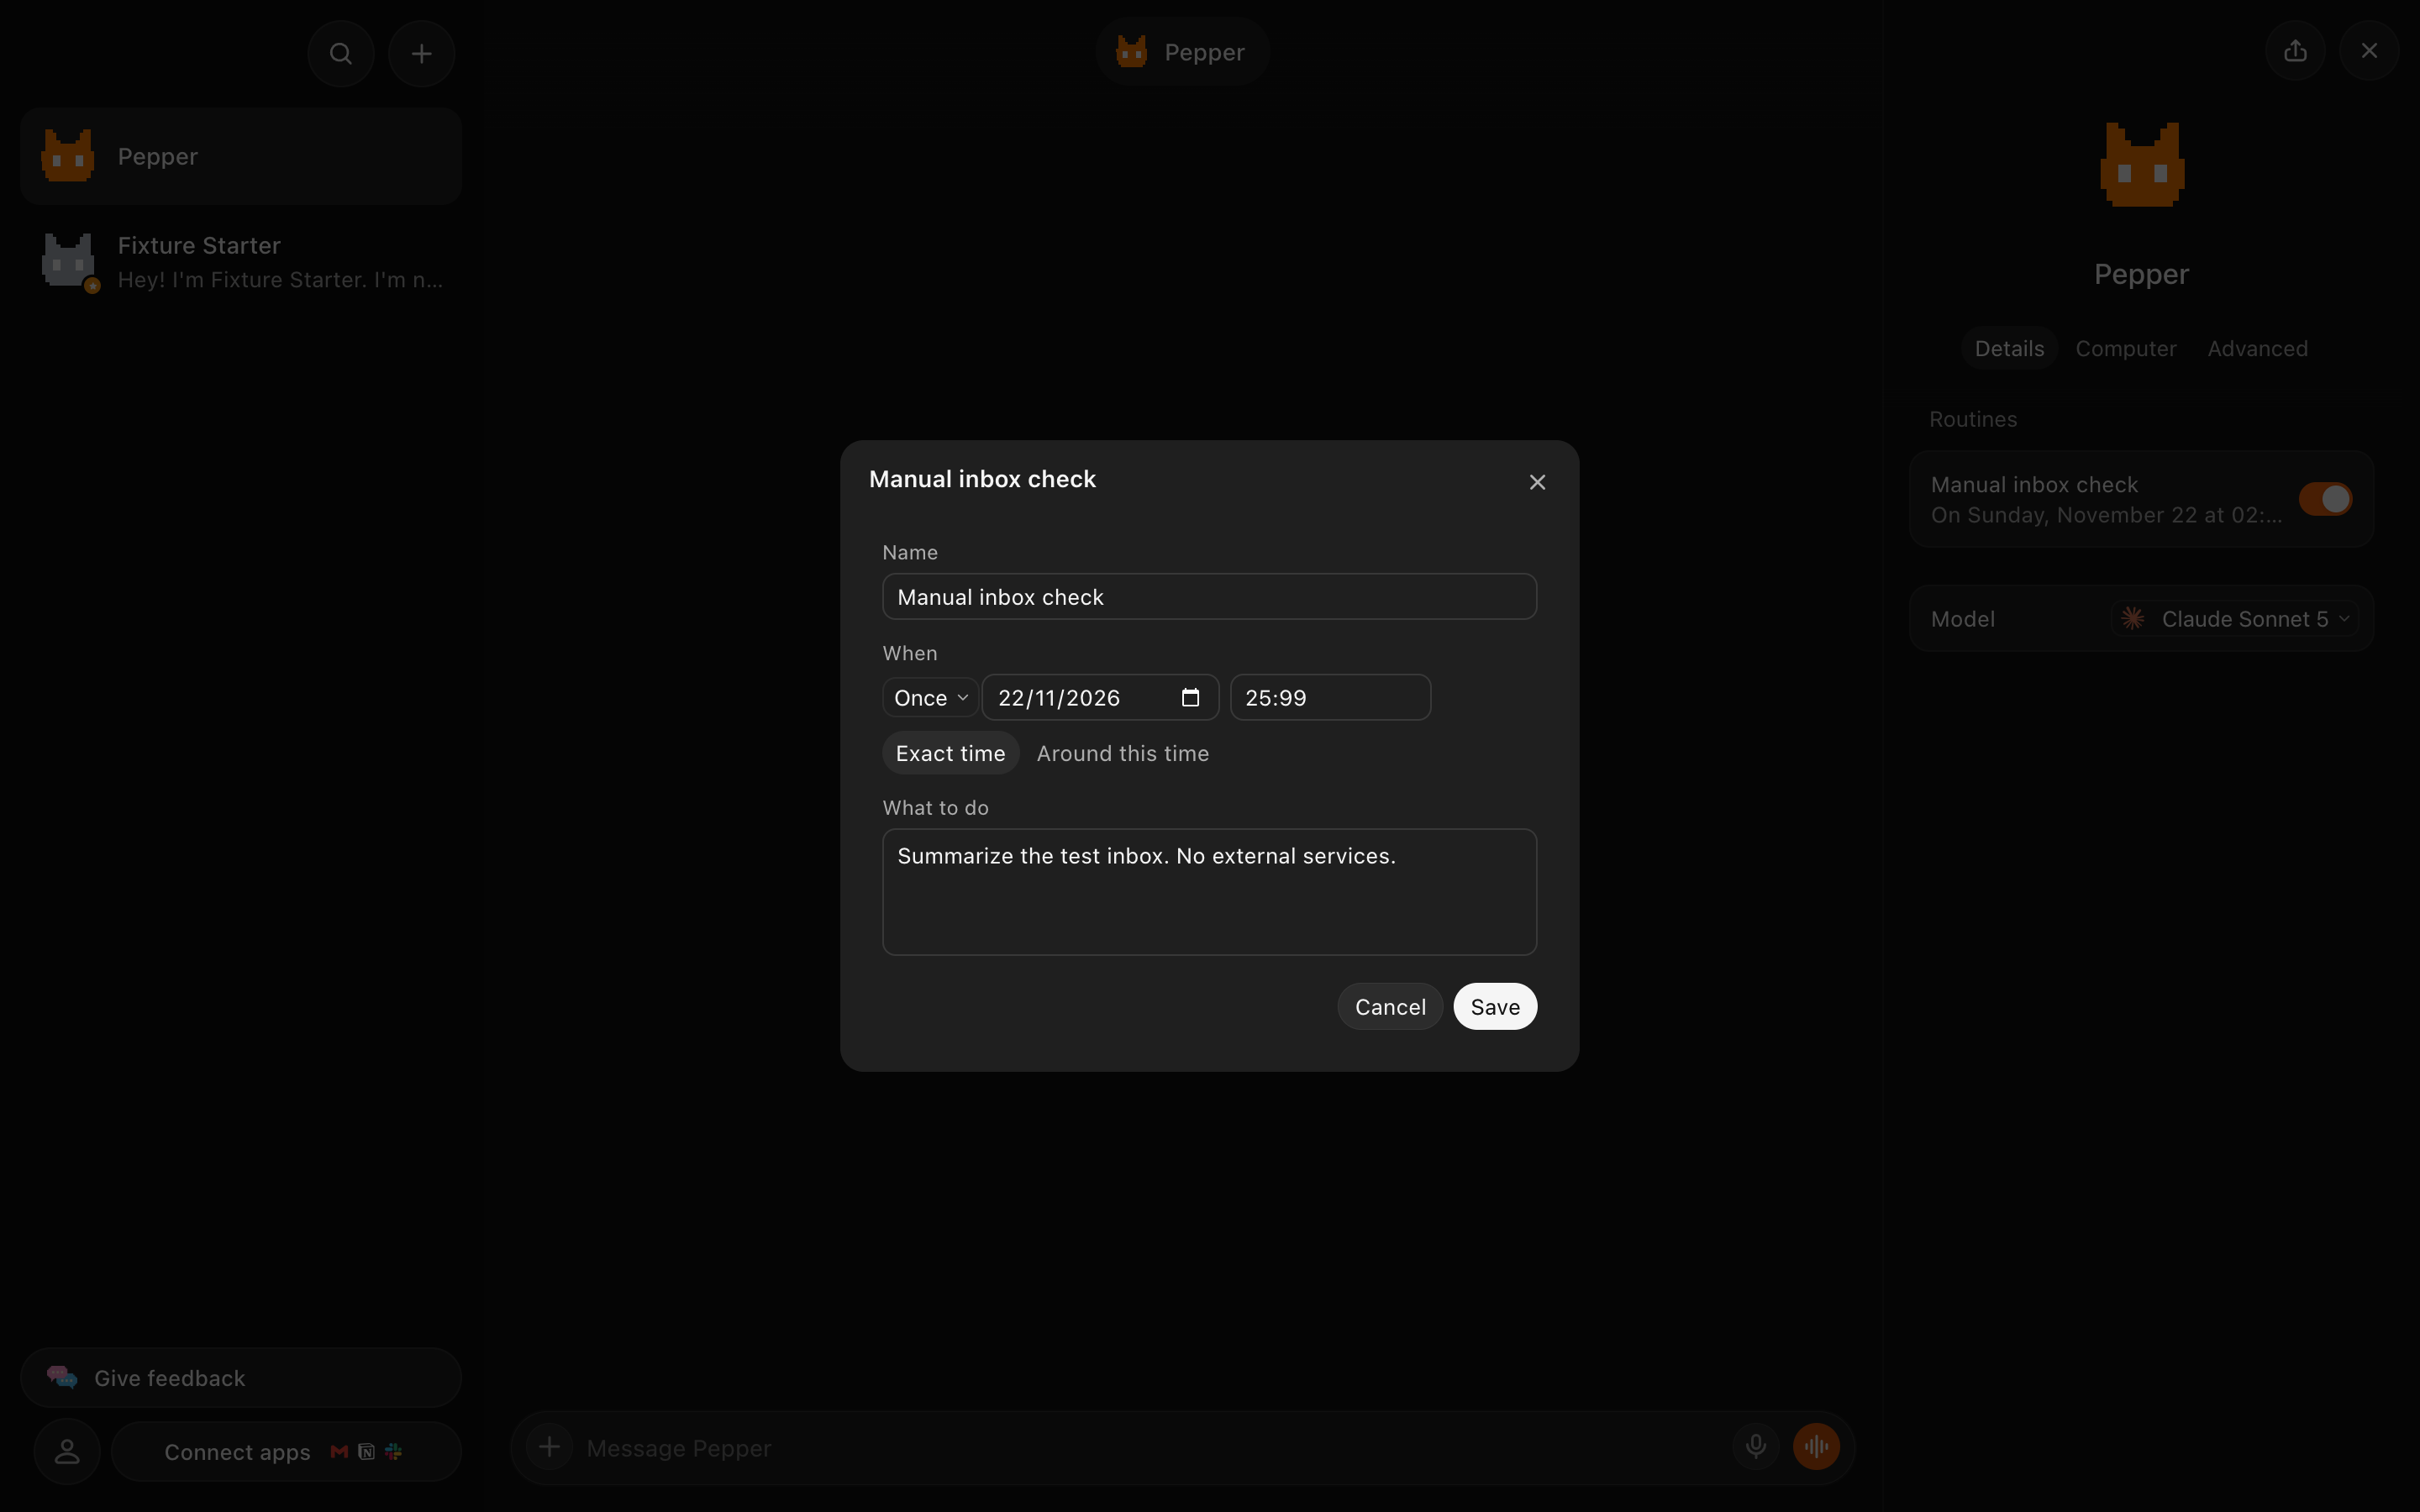 Pepper
Fixture Starter
Hey! I'm Fixture Starter. I'm n...
Give feedback
Connect apps
Pepper
Manual inbox check
Name
Manual inbox check
When
Once
22/11/2026
25:99
Exact time
Around this time
What to do
Summarize the test inbox. No external services.
Cancel
Save
Message Pepper
Pepper
Details
Computer
Advanced
Routines
Manual inbox check
On Sunday, November 22 at 02:...
Model
Claude Sonnet 5